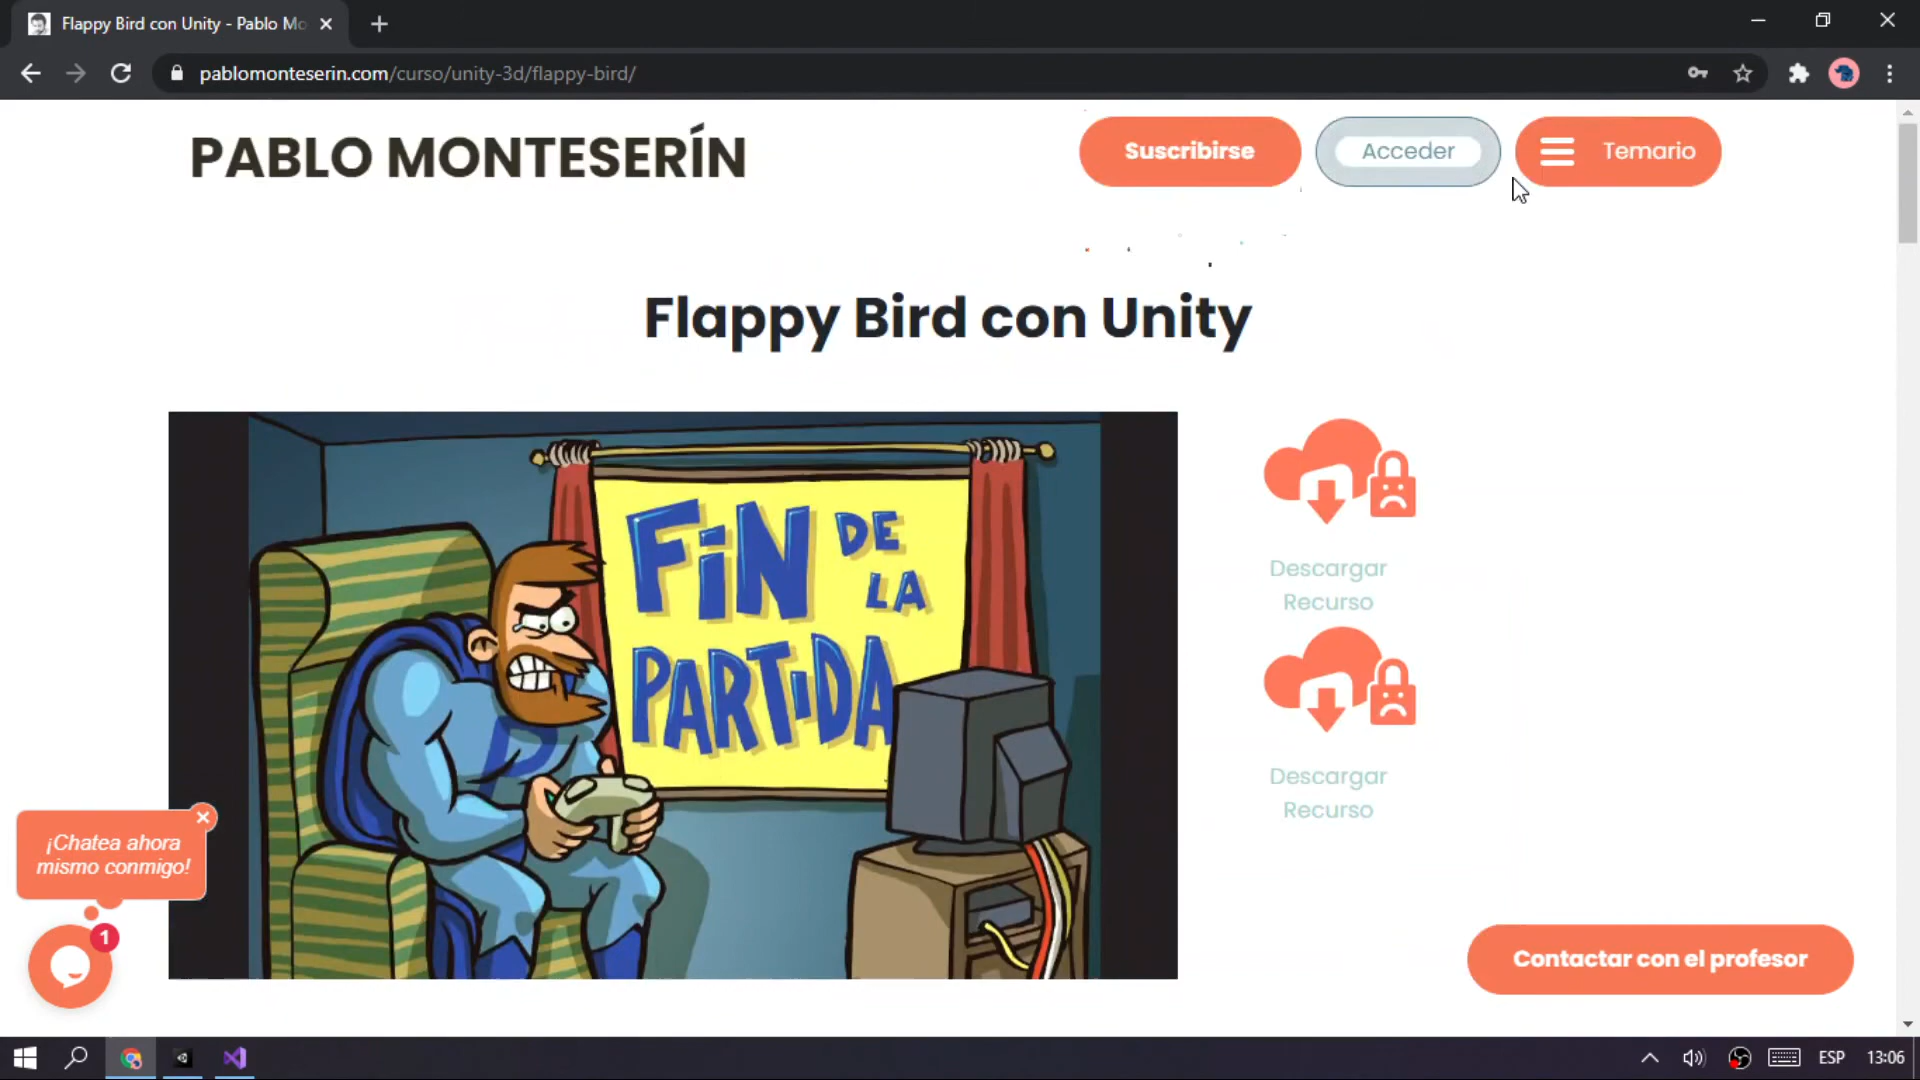 Flappy Bird con Unity - Pablo Mo
pablomonteserin.com/curso/unity-3d/flappy-bird/
PABLO MONTESERÍN
Suscribirse
Acceder
Temario
Flappy Bird con Unity
FiN DE
LA
PARTiDA
P
Descargar
Recurso
Descargar
Recurso
¡Chatea ahora
mismo conmigo!
1
Contactar con el profesor
ESP
13:06